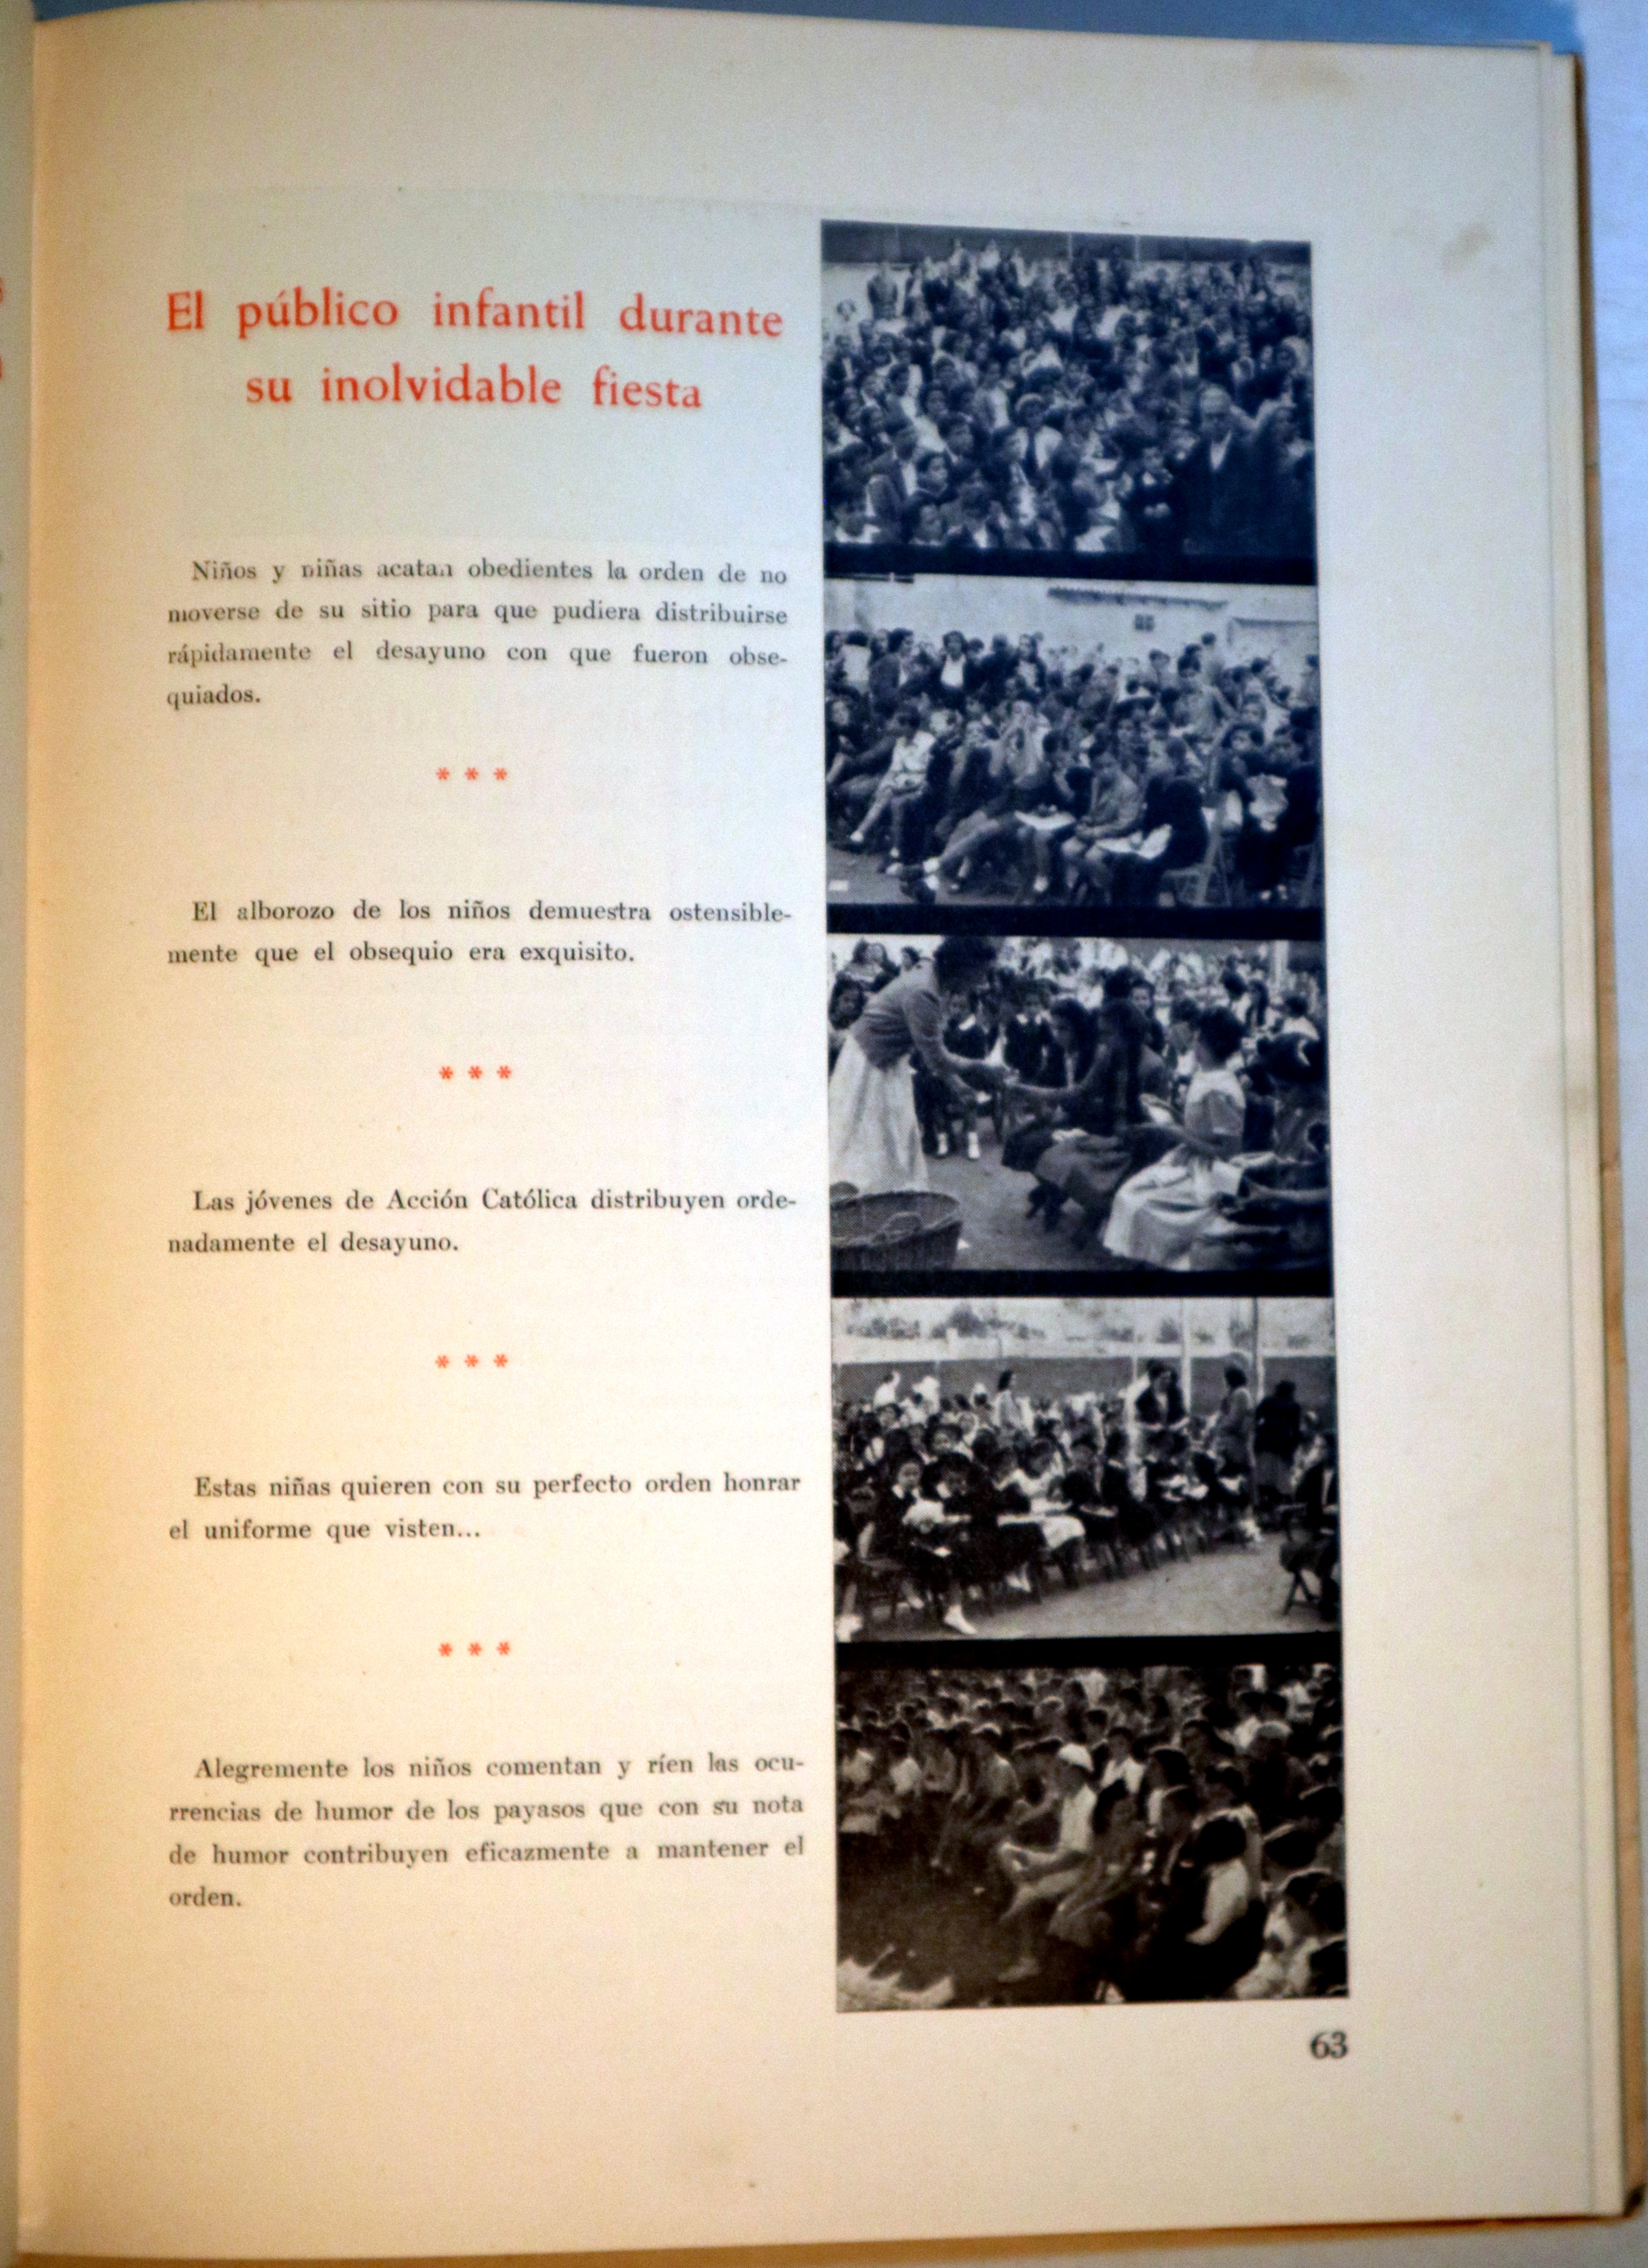 El público infantil durante
su inolvidable fiesta
Niños y niñas acatan obedientes la orden de no
moverse de su sitio para que pudiera distribuirse
rápidamente el desayuno con que fueron obse-
quiados.
* * *
El alborozo de los niños demuestra ostensible-
mente que el obsequio era exquisito.
* * *
Las jóvenes de Acción Católica distribuyen orde-
nadamente el desayuno.
* * *
Estas niñas quieren con su perfecto orden honrar
el uniforme que visten...
* * *
Alegremente los niños comentan y ríen las ocu-
rrencias de humor de los payasos que con su nota
de humor contribuyen eficazmente a mantener el
orden.
63